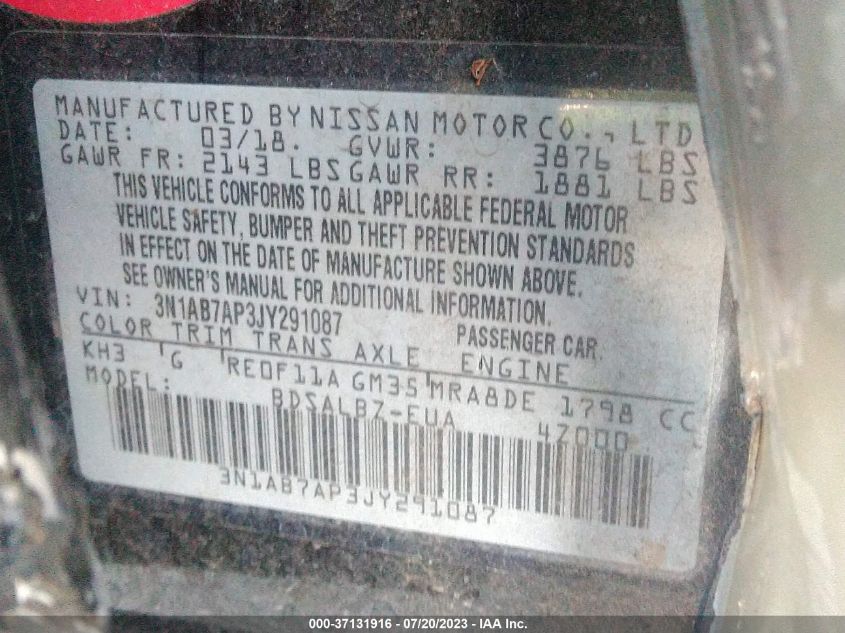 MANUFACTURED BY NISSAN MOTOR CO., LTD
DATE: 03/18. GVWR: 3876 LBS
GAWR FR: 2143 LBS GAWR RR: 1881 LBS
THIS VEHICLE CONFORMS TO ALL APPLICABLE FEDERAL MOTOR
VEHICLE SAFETY, BUMPER AND THEFT PREVENTION STANDARDS
IN EFFECT ON THE DATE OF MANUFACTURE SHOWN ABOVE.
SEE OWNER'S MANUAL FOR ADDITIONAL INFORMATION.
VIN: 3N1AB7AP3JY291087 PASSENGER CAR
COLOR TRIM TRANS AXLE ENGINE
KH3 G RE0F11A GM35 MRA8DE 1798 CC
MODEL: BDSALBZ-EUA 4Z000
3N1AB7AP3JY291087
000-37131916 - 07/20/2023 - IAA Inc.